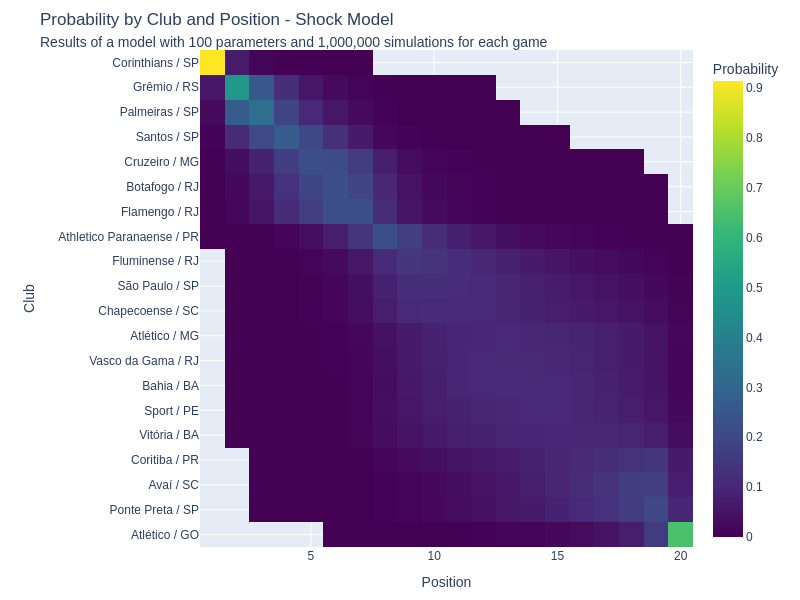 Probability by Club and Position - Shock Model
Results of a model with 100 parameters and 1,000,000 simulations for each game
Probability
Corinthians / SP
Grêmio / RS
Palmeiras / SP
Santos / SP
Cruzeiro / MG
Botafogo / RJ
Flamengo / RJ
Athletico Paranaense / PR
Fluminense / RJ
São Paulo / SP
Chapecoense / SC
Atlético / MG
Vasco da Gama / RJ
Bahia / BA
Sport / PE
Vitória / BA
Coritiba / PR
Avaí / SC
Ponte Preta / SP
Atlético / GO
Club
5
10
15
20
Position
0.9
0.8
0.7
0.6
0.5
0.4
0.3
0.2
0.1
0